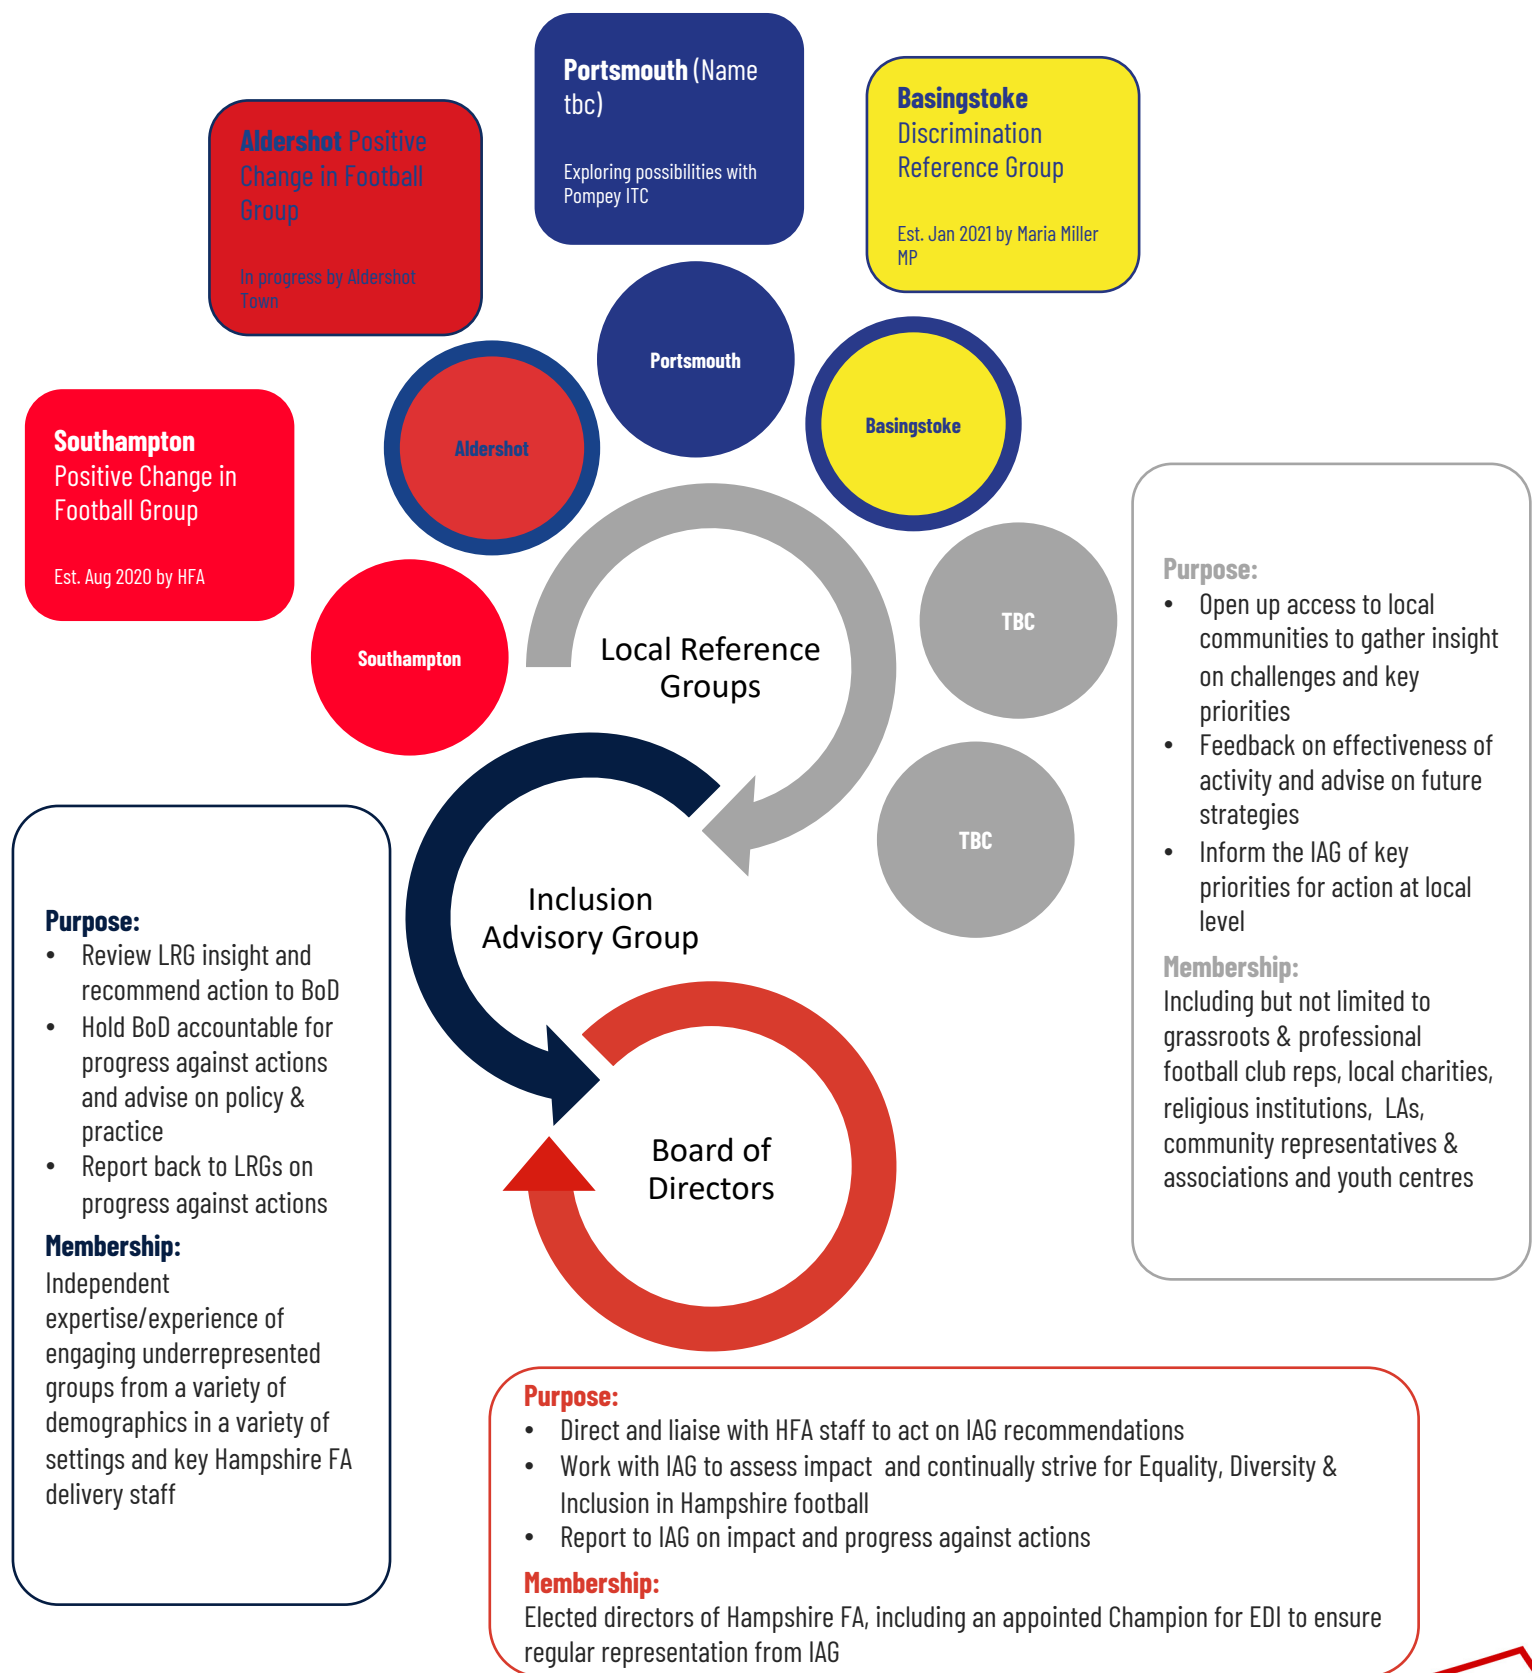 Portsmouth (Name
tbc)
Exploring possibilities with
Pompey ITC
Basingstoke
Discrimination
Reference Group
Est. Jan 2021 by Maria Miller
MP
Aldershot Positive
Change in Football
Group
In progress by Aldershot
Town
Southampton
Positive Change in
Football Group
Est. Aug 2020 by HFA
Portsmouth
Basingstoke
Aldershot
Southampton
TBC
TBC
Local Reference
Groups
Purpose:
• Open up access to local
communities to gather insight
on challenges and key
priorities
• Feedback on effectiveness of
activity and advise on future
strategies
• Inform the IAG of key
priorities for action at local
level
Membership:
Including but not limited to
grassroots & professional
football club reps, local charities,
religious institutions, LAs,
community representatives &
associations and youth centres
Inclusion
Advisory Group
Purpose:
• Review LRG insight and
recommend action to BoD
• Hold BoD accountable for
progress against actions
and advise on policy &
practice
• Report back to LRGs on
progress against actions
Membership:
Independent
expertise/experience of
engaging underrepresented
groups from a variety of
demographics in a variety of
settings and key Hampshire FA
delivery staff
Board of
Directors
Purpose:
• Direct and liaise with HFA staff to act on IAG recommendations
• Work with IAG to assess impact and continually strive for Equality, Diversity &
Inclusion in Hampshire football
• Report to IAG on impact and progress against actions
Membership:
Elected directors of Hampshire FA, including an appointed Champion for EDI to ensure
regular representation from IAG